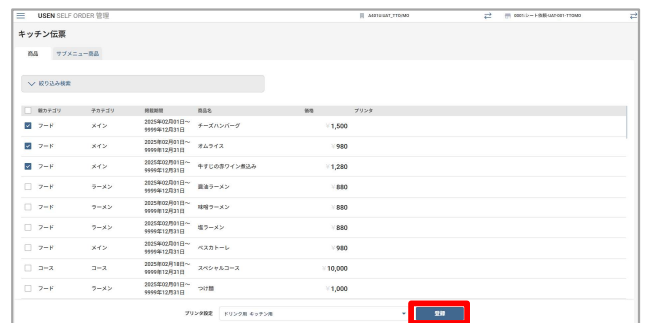 USEN SELF ORDER 管理
A401U:UAT_TTO/MO
0001:シート依頼-UAT-001-TTOMO
キッチン伝票
商品 サブメニュー商品
絞り込み検索
親カテゴリ 子カテゴリ 掲載期間 商品名 価格 プリンタ
フード メイン 2025年02月01日~ 9999年12月31日 チーズハンバーグ ¥1,500
フード メイン 2025年02月01日~ 9999年12月31日 オムライス ¥980
フード メイン 2025年02月01日~ 9999年12月31日 牛すじの赤ワイン煮込み ¥1,280
フード ラーメン 2025年02月01日~ 9999年12月31日 醤油ラーメン ¥880
フード ラーメン 2025年02月01日~ 9999年12月31日 味噌ラーメン ¥880
フード ラーメン 2025年02月01日~ 9999年12月31日 塩ラーメン ¥880
フード メイン 2025年02月01日~ 9999年12月31日 ペスカトーレ ¥980
コース コース 2025年02月18日~ 9999年12月31日 スペシャルコース ¥10,000
フード ラーメン 2025年02月01日~ 9999年12月31日 つけ麺 ¥1,000
プリンタ設定 ドリンク用 キッチン用 登録